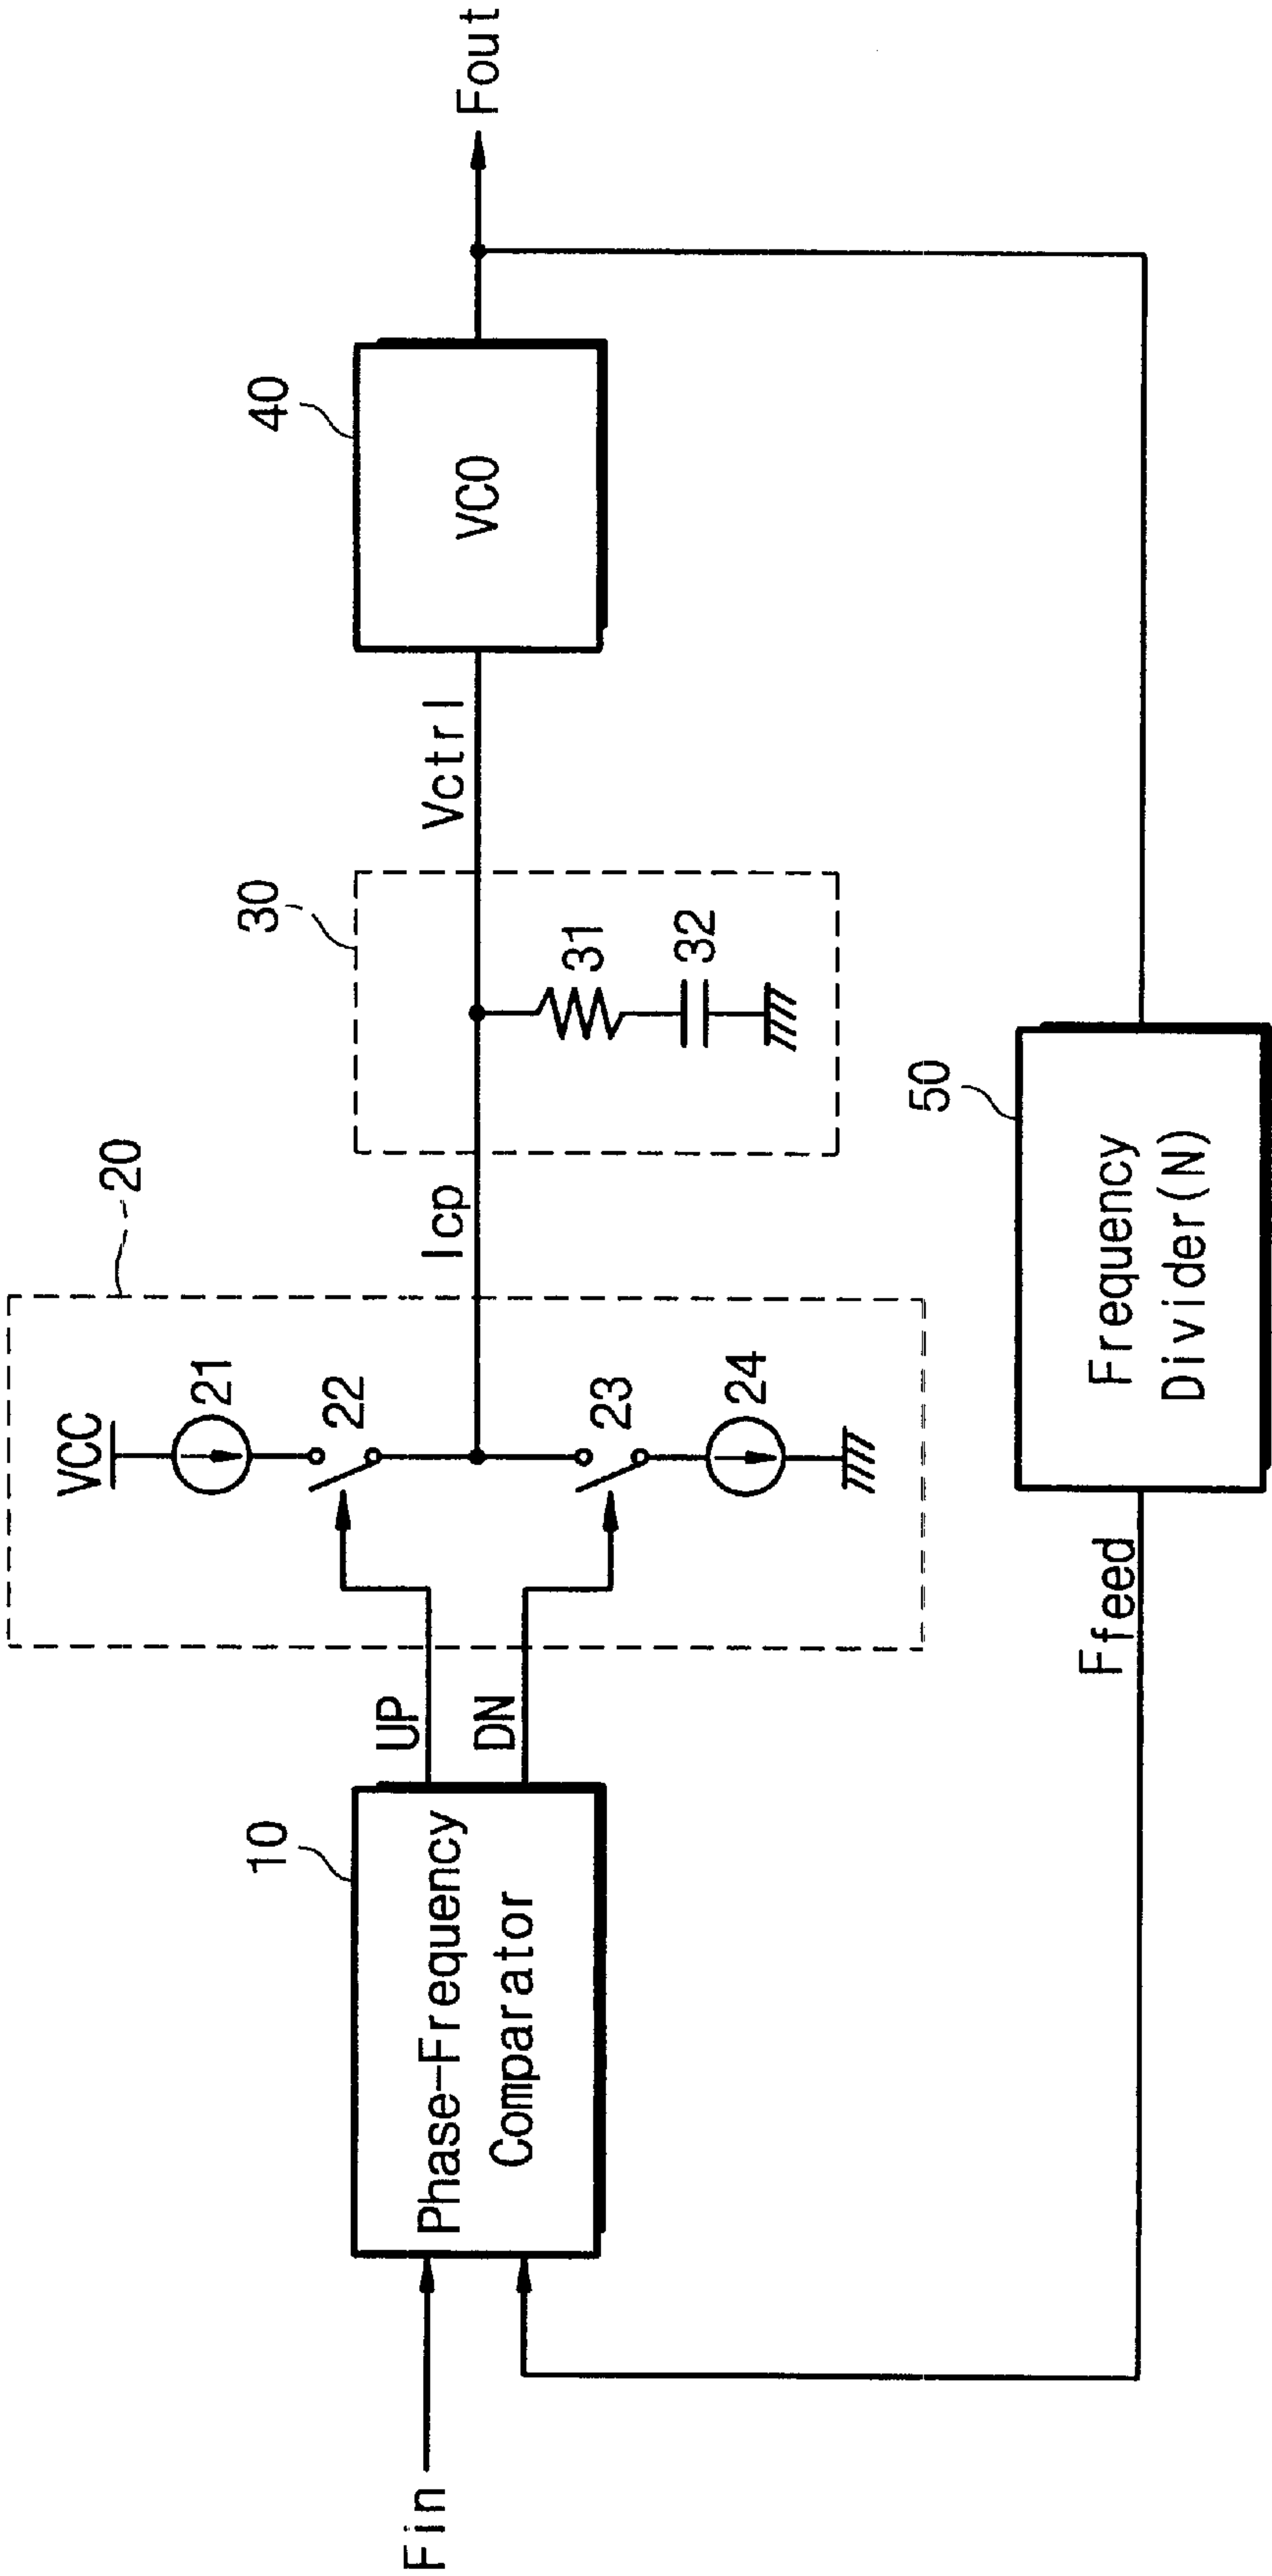 Fin
10
Phase-Frequency
Comparator
UP
DN
20
VCC
21
22
23
24
Icp
30
31
32
Vctrl
40
VCO
Fout
50
Frequency
Divider(N)
Ffeed